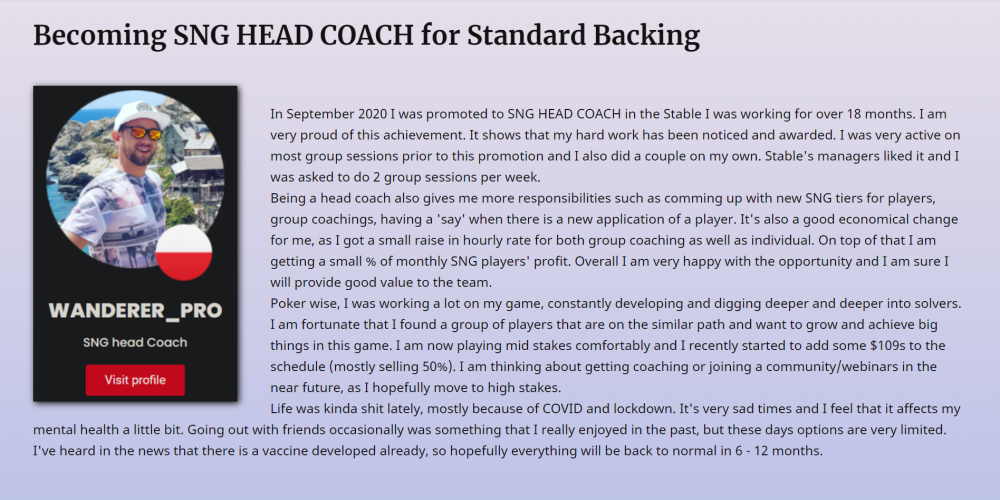 Becoming SNG HEAD COACH for Standard Backing
WANDERER_PRO
SNG head Coach
Visit profile
In September 2020 I was promoted to SNG HEAD COACH in the Stable I was working for over 18 months. I am
very proud of this achievement. It shows that my hard work has been noticed and awarded. I was very active on
most group sessions prior to this promotion and I also did a couple on my own. Stable's managers liked it and I
was asked to do 2 group sessions per week.
Being a head coach also gives me more responsibilities such as comming up with new SNG tiers for players,
group coachings, having a 'say' when there is a new application of a player. It's also a good economical change
for me, as I got a small raise in hourly rate for both group coaching as well as individual. On top of that I am
getting a small % of monthly SNG players' profit. Overall I am very happy with the opportunity and I am sure I
will provide good value to the team.
Poker wise, I was working a lot on my game, constantly developing and digging deeper and deeper into solvers.
I am fortunate that I found a group of players that are on the similar path and want to grow and achieve big
things in this game. I am now playing mid stakes comfortably and I recently started to add some $109s to the
schedule (mostly selling 50%). I am thinking about getting coaching or joining a community/webinars in the
near future, as I hopefully move to high stakes.
Life was kinda shit lately, mostly because of COVID and lockdown. It's very sad times and I feel that it affects my
mental health a little bit. Going out with friends occasionally was something that I really enjoyed in the past, but these days options are very limited.
I've heard in the news that there is a vaccine developed already, so hopefully everything will be back to normal in 6 - 12 months.